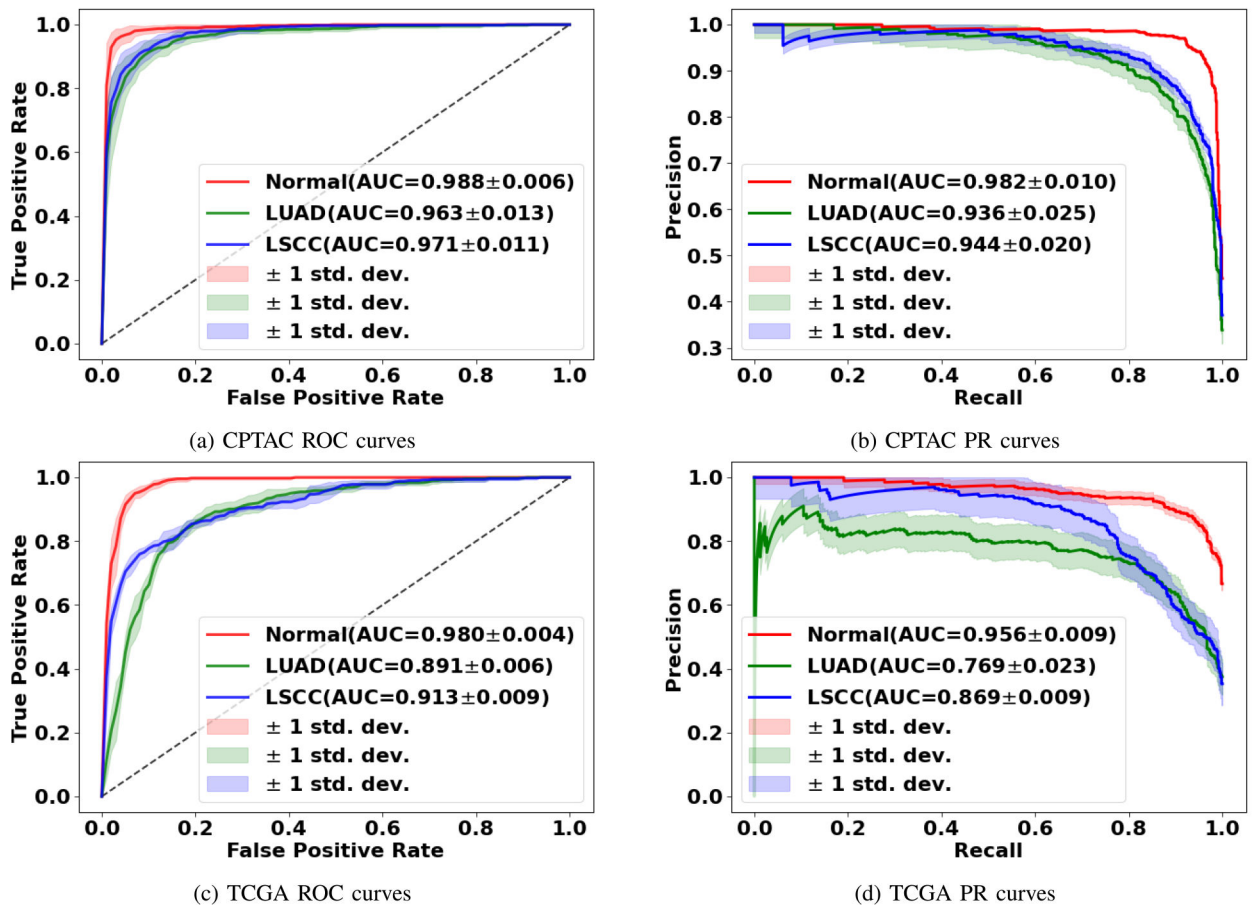 1.0
0.8
0.6
0.4
0.2
0.0
True Positive Rate
Normal(AUC=0.988±0.006)
LUAD(AUC=0.963±0.013)
LSCC(AUC=0.971±0.011)
± 1 std. dev.
± 1 std. dev.
± 1 std. dev.
0.0 0.2 0.4 0.6 0.8 1.0
False Positive Rate
(a) CPTAC ROC curves
1.0
0.9
0.8
0.7
0.6
0.5
0.4
0.3
Precision
Normal(AUC=0.982±0.010)
LUAD(AUC=0.936±0.025)
LSCC(AUC=0.944±0.020)
± 1 std. dev.
± 1 std. dev.
± 1 std. dev.
0.0 0.2 0.4 0.6 0.8 1.0
Recall
(b) CPTAC PR curves
1.0
0.8
0.6
0.4
0.2
0.0
True Positive Rate
Normal(AUC=0.980±0.004)
LUAD(AUC=0.891±0.006)
LSCC(AUC=0.913±0.009)
± 1 std. dev.
± 1 std. dev.
± 1 std. dev.
0.0 0.2 0.4 0.6 0.8 1.0
False Positive Rate
(c) TCGA ROC curves
1.0
0.8
0.6
0.4
0.2
0.0
Precision
Normal(AUC=0.956±0.009)
LUAD(AUC=0.769±0.023)
LSCC(AUC=0.869±0.009)
± 1 std. dev.
± 1 std. dev.
± 1 std. dev.
0.0 0.2 0.4 0.6 0.8 1.0
Recall
(d) TCGA PR curves